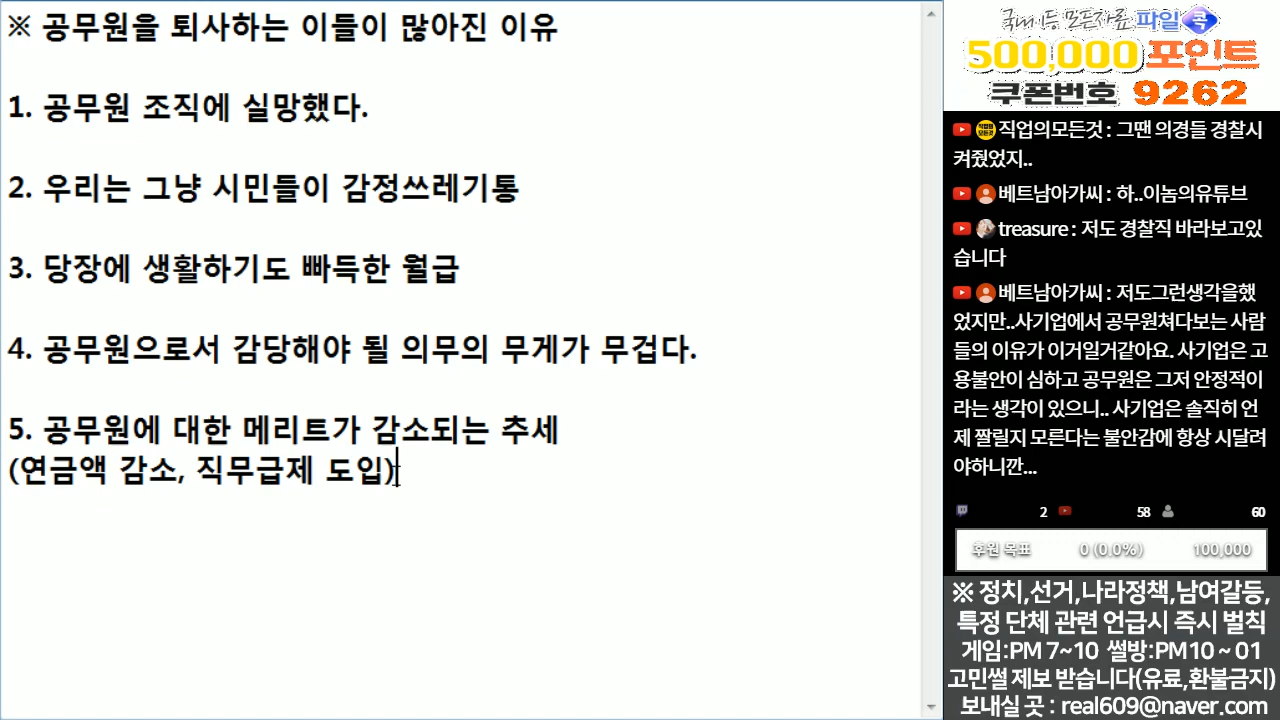 ※ 공무원을 퇴사하는 이들이 많아진 이유
1. 공무원 조직에 실망했다.
2. 우리는 그냥 시민들이 감정쓰레기통
3. 당장에 생활하기도 빠득한 월급
4. 공무원으로서 감당해야 될 의무의 무게가 무겁다.
5. 공무원에 대한 메리트가 감소되는 추세
(연금액 감소, 직무급제 도입)
국내 1등 모든자료 파일콕
500,000 포인트
쿠폰번호 9262
직업의모든것 : 그땐 의경들 경찰시
켜줬었지..
베트남아가씨 : 하..이놈의유튜브
treasure : 저도 경찰직 바라보고있
습니다
베트남아가씨 : 저도그런생각을했
었지만..사기업에서 공무원쳐다보는 사람
들의 이유가 이거일거같아요. 사기업은 고
용불안이 심하고 공무원은 그저 안정적이
라는 생각이 있으니.. 사기업은 솔직히 언
제 짤릴지 모른다는 불안감에 항상 시달려
야하니깐...
2 58 60
후원 목표 0 (0.0%) 100,000
※ 정치,선거,나라정책,남여갈등,
특정 단체 관련 언급시 즉시 벌칙
게임:PM 7~10 썰방:PM 10 ~ 01
고민썰 제보 받습니다(유료,환불금지)
보내실 곳 : real609@naver.com